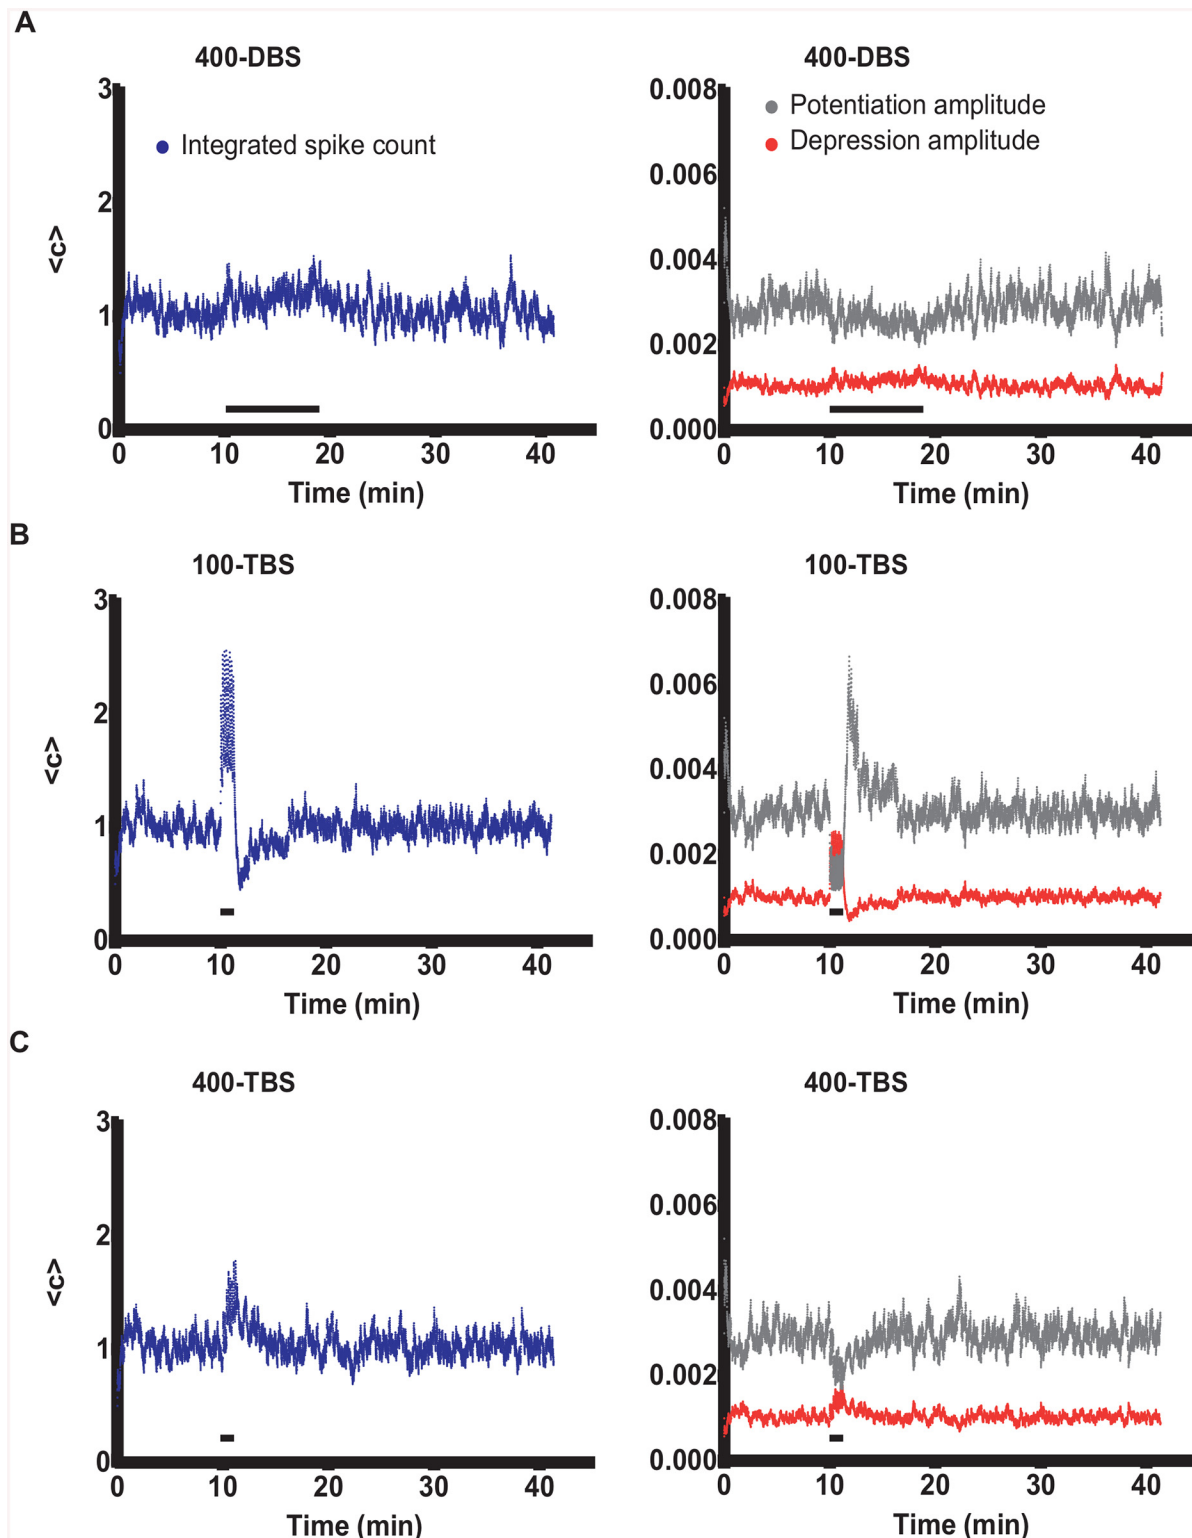 A
400-DBS
3
2
1
0
<c>
Integrated spike count
0 10 20 30 40
Time (min)
400-DBS
0.008
0.006
0.004
0.002
0.000
Potentiation amplitude
Depression amplitude
0 10 20 30 40
Time (min)
B
100-TBS
3
2
1
0
<c>
0 10 20 30 40
Time (min)
100-TBS
0.008
0.006
0.004
0.002
0.000
0 10 20 30 40
Time (min)
C
400-TBS
3
2
1
0
<c>
0 10 20 30 40
Time (min)
400-TBS
0.008
0.006
0.004
0.002
0.000
0 10 20 30 40
Time (min)